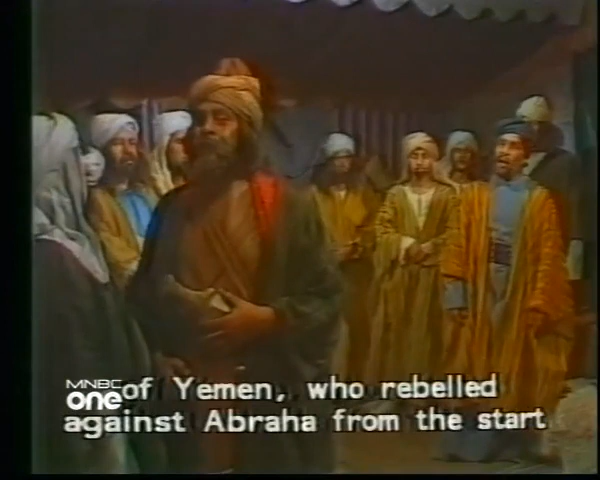 MNBC
one
of Yemen, who rebelled
against Abraha from the start